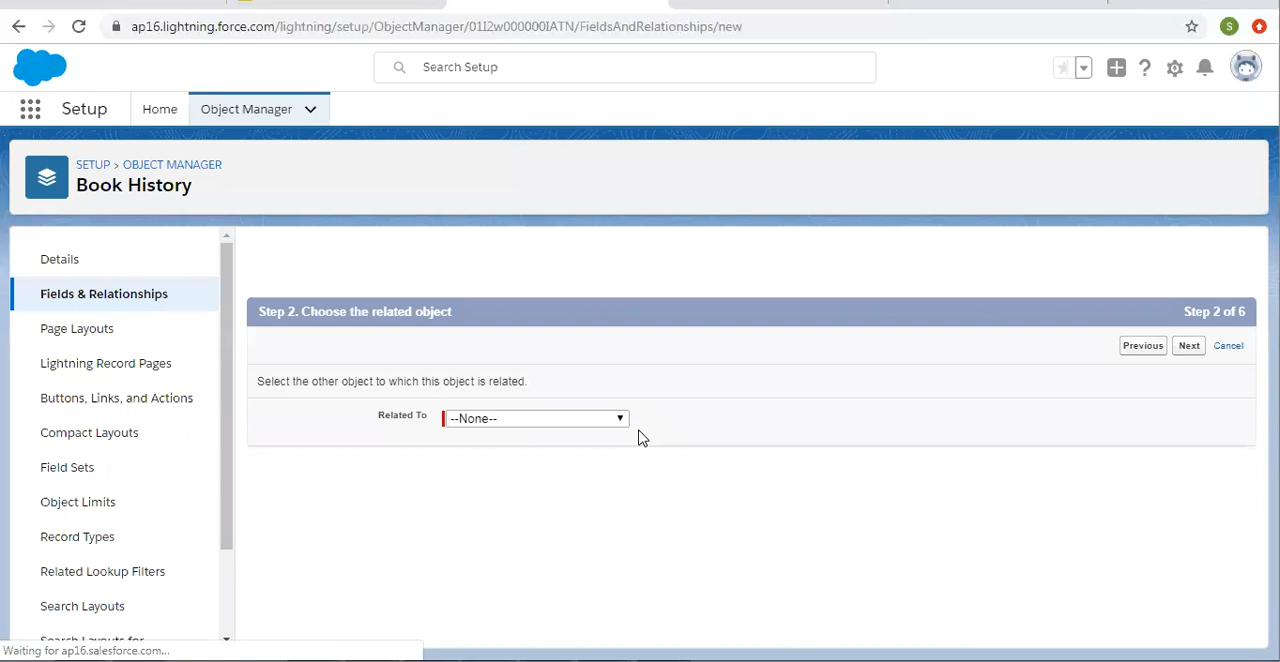 ap16.lightning.force.com/lightning/setup/ObjectManager/01I2w000000IATN/FieldsAndRelationships/new
S
Search Setup
Setup
Home
Object Manager
SETUP > OBJECT MANAGER
Book History
Details
Fields & Relationships
Page Layouts
Lightning Record Pages
Buttons, Links, and Actions
Compact Layouts
Field Sets
Object Limits
Record Types
Related Lookup Filters
Search Layouts
Search Layouts for
Step 2. Choose the related object
Step 2 of 6
Previous
Next
Cancel
Select the other object to which this object is related.
Related To
--None--
Waiting for ap16.salesforce.com...